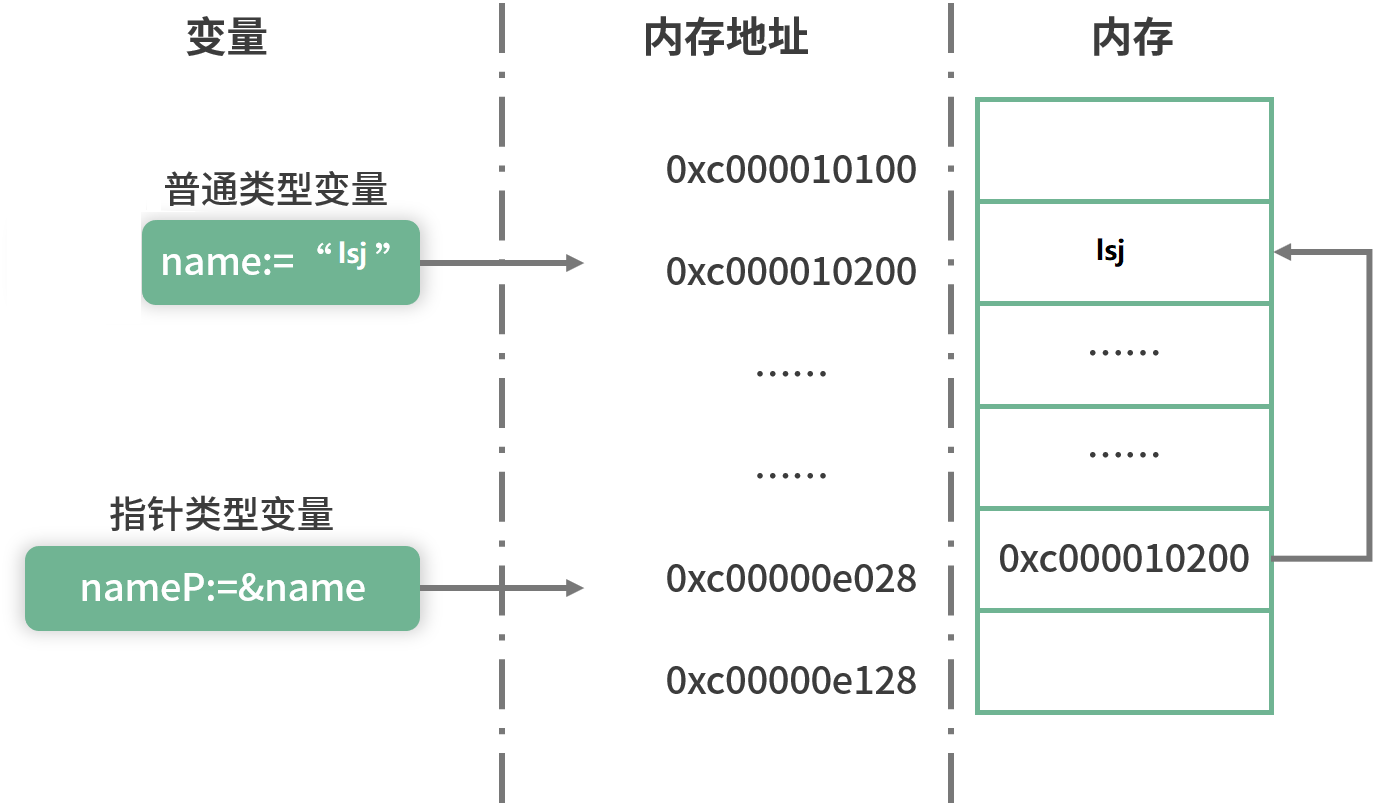 变量
内存地址
内存
0xc000010100
普通类型变量
name:= “lsj”
0xc000010200
lsj
······
······
······
······
指针类型变量
nameP:=&name
0xc00000e028
0xc000010200
0xc00000e128